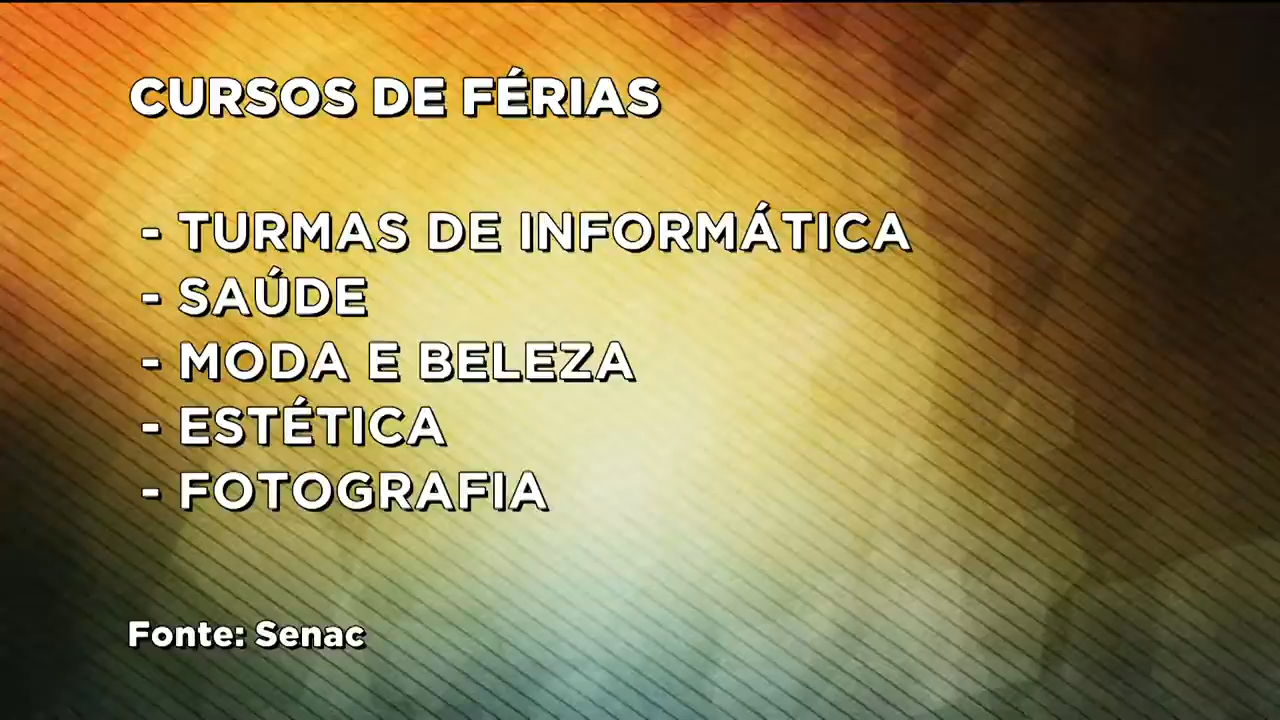 CURSOS DE FÉRIAS
- TURMAS DE INFORMÁTICA
- SAÚDE
- MODA E BELEZA
- ESTÉTICA
- FOTOGRAFIA
Fonte: Senac